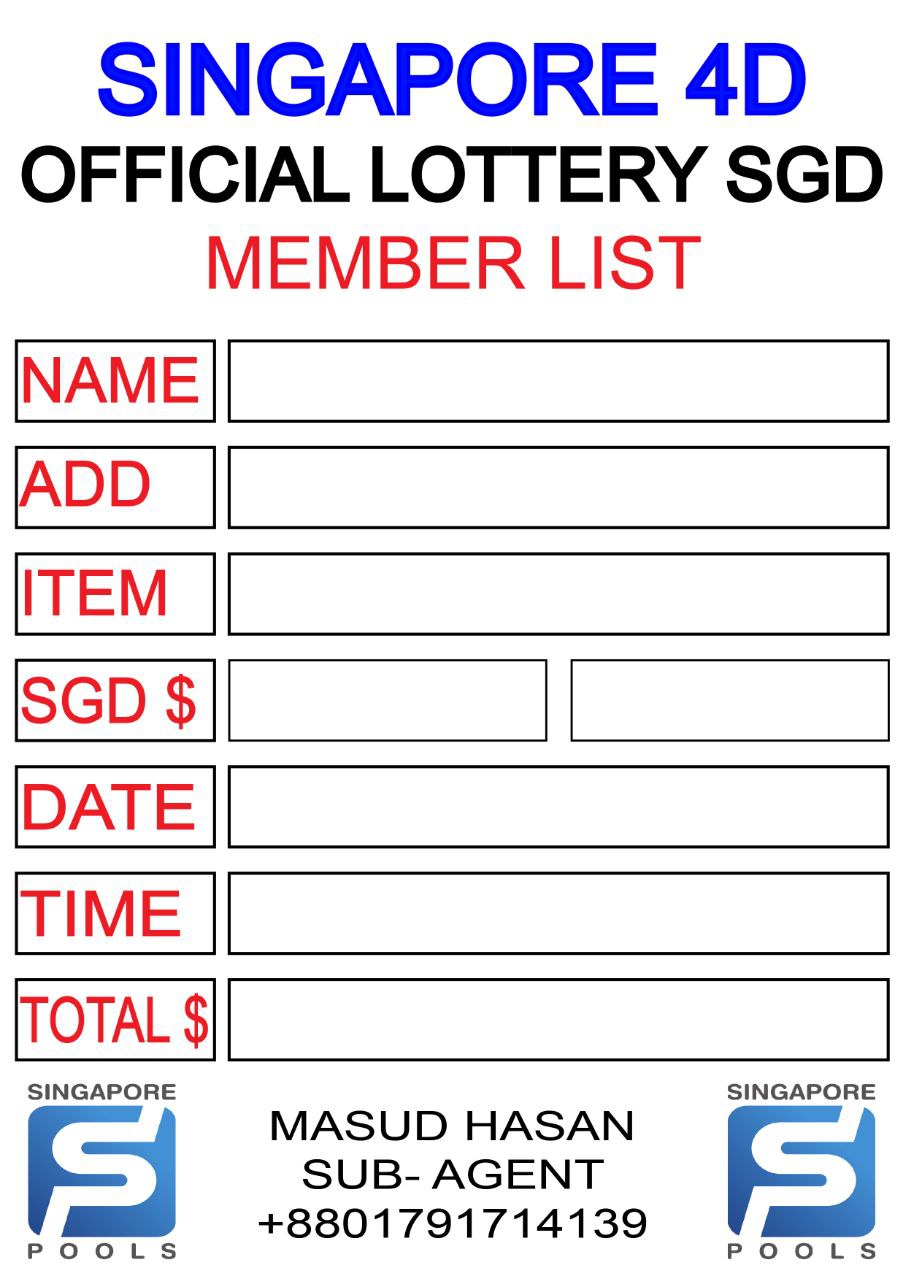 SINGAPORE 4D
OFFICIAL LOTTERY SGD
MEMBER LIST
NAME
ADD
ITEM
SGD $
DATE
TIME
TOTAL $
SINGAPORE
POOLS
MASUD HASAN
SUB- AGENT
+8801791714139
SINGAPORE
POOLS